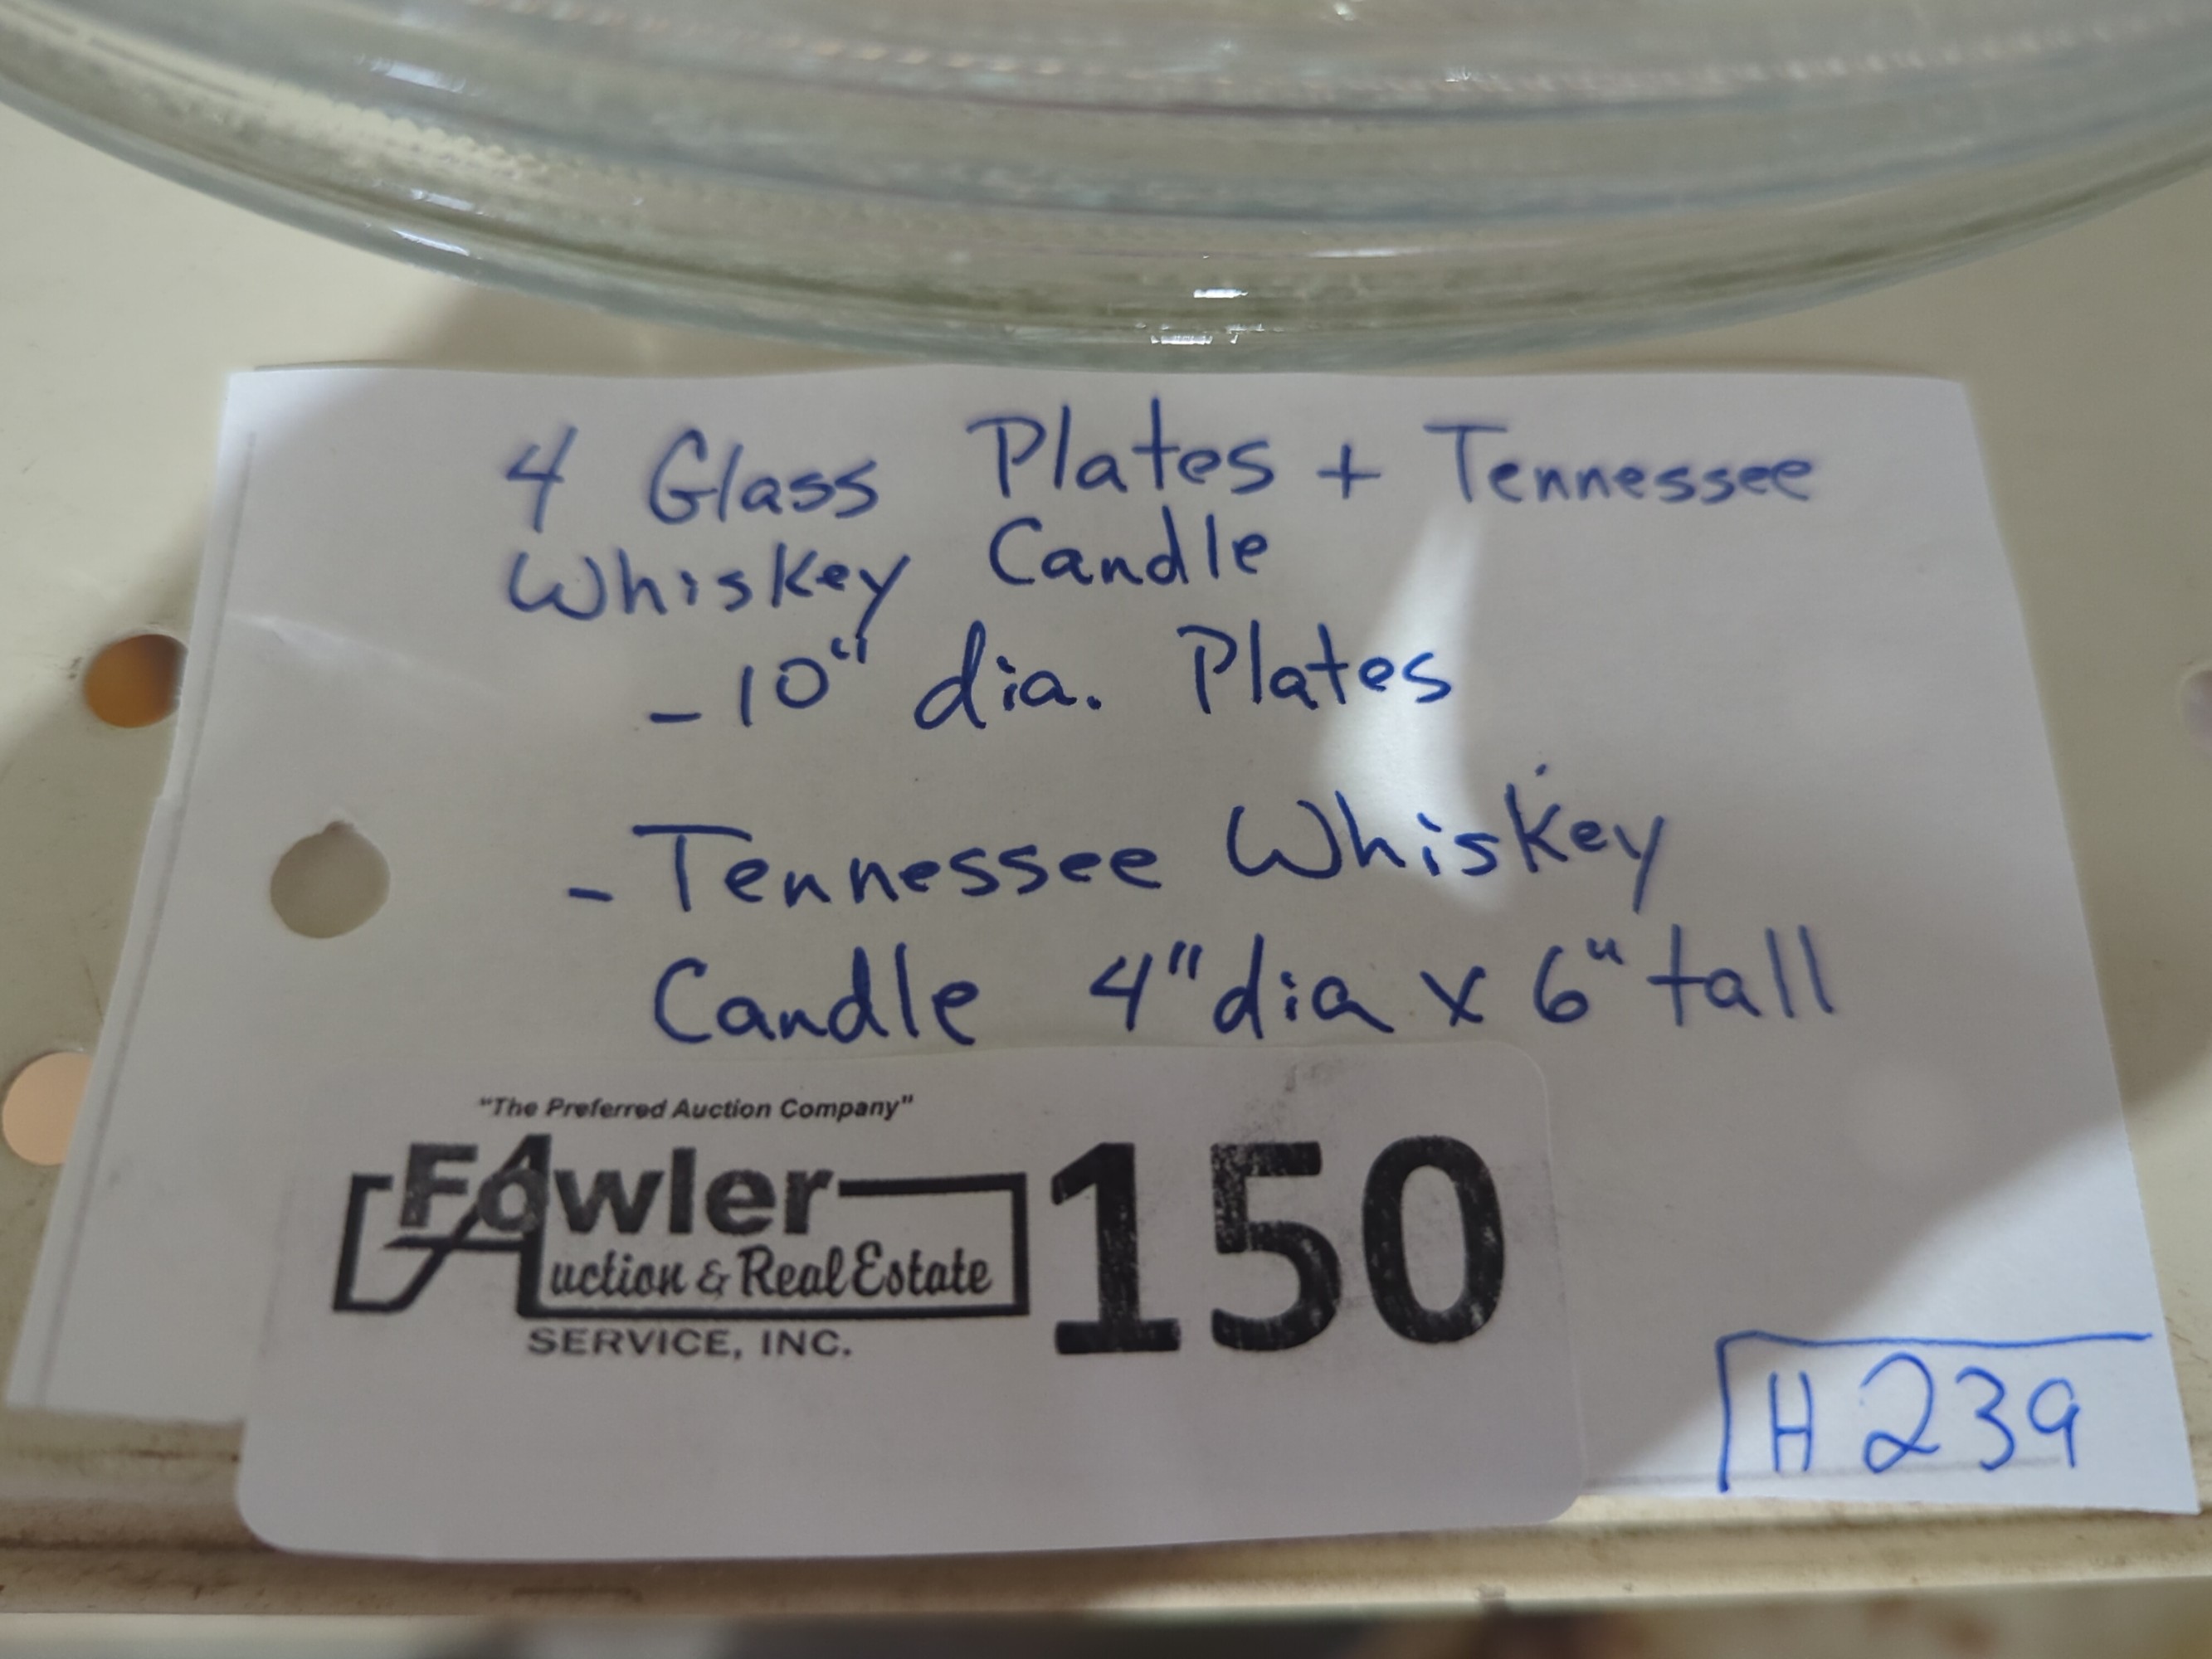 4 Glass Plates + Tennessee
Whiskey Candle
- 10" dia. Plates
- Tennessee Whiskey
Candle 4" dia x 6" tall
"The Preferred Auction Company"
Fowler
Auction & Real Estate
SERVICE, INC.
150
H 239